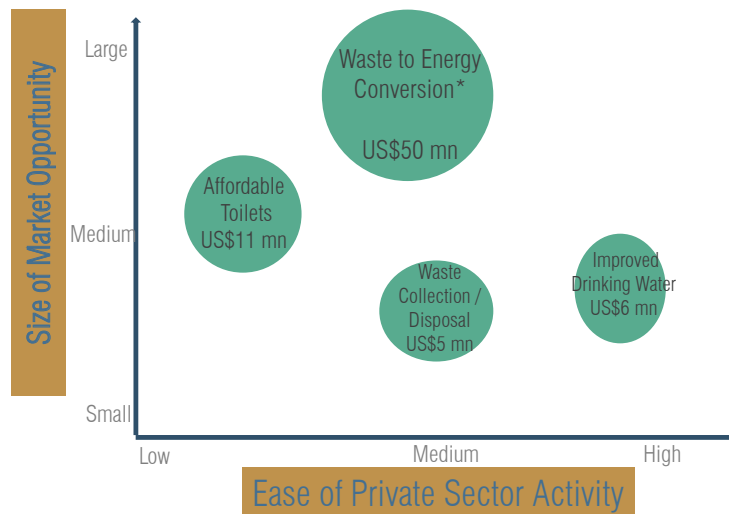 Size of Market Opportunity
Large
Medium
Small
Waste to Energy
Conversion*
US$50 mn
Affordable
Toilets
US$11 mn
Waste
Collection /
Disposal
US$5 mn
Improved
Drinking Water
US$6 mn
Low
Medium
High
Ease of Private Sector Activity